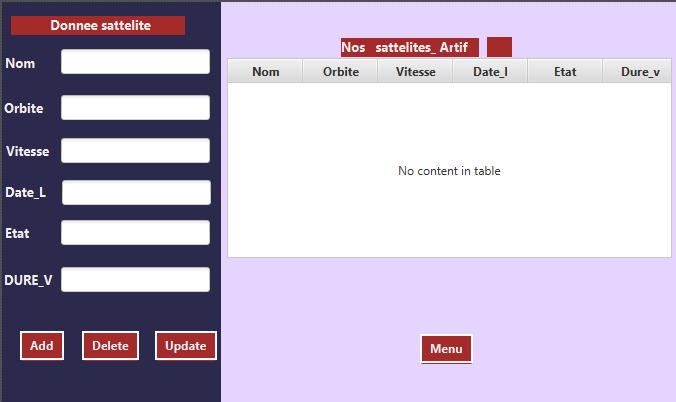 Donnee sattelite
Nom
Orbite
Vitesse
Date_L
Etat
DURE_V
Add Delete Update
Nos sattelites_ Artif
Nom Orbite Vitesse Date_l Etat Dure_v
No content in table
Menu